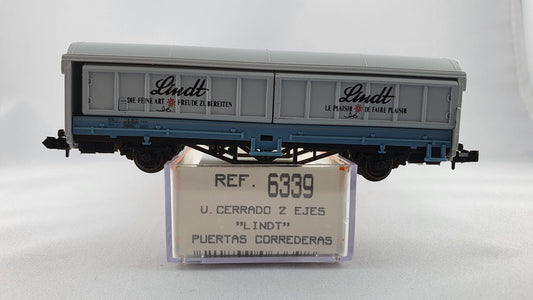 Lindt
DIE FEINE ART FREUDE ZU BEREITEN
Lindt
LE PLAISIR DE FAIRE PLAISIR
REF. 6339
V. CERRADO 2 EJES
"LINDT"
PUERTAS CORREDERAS